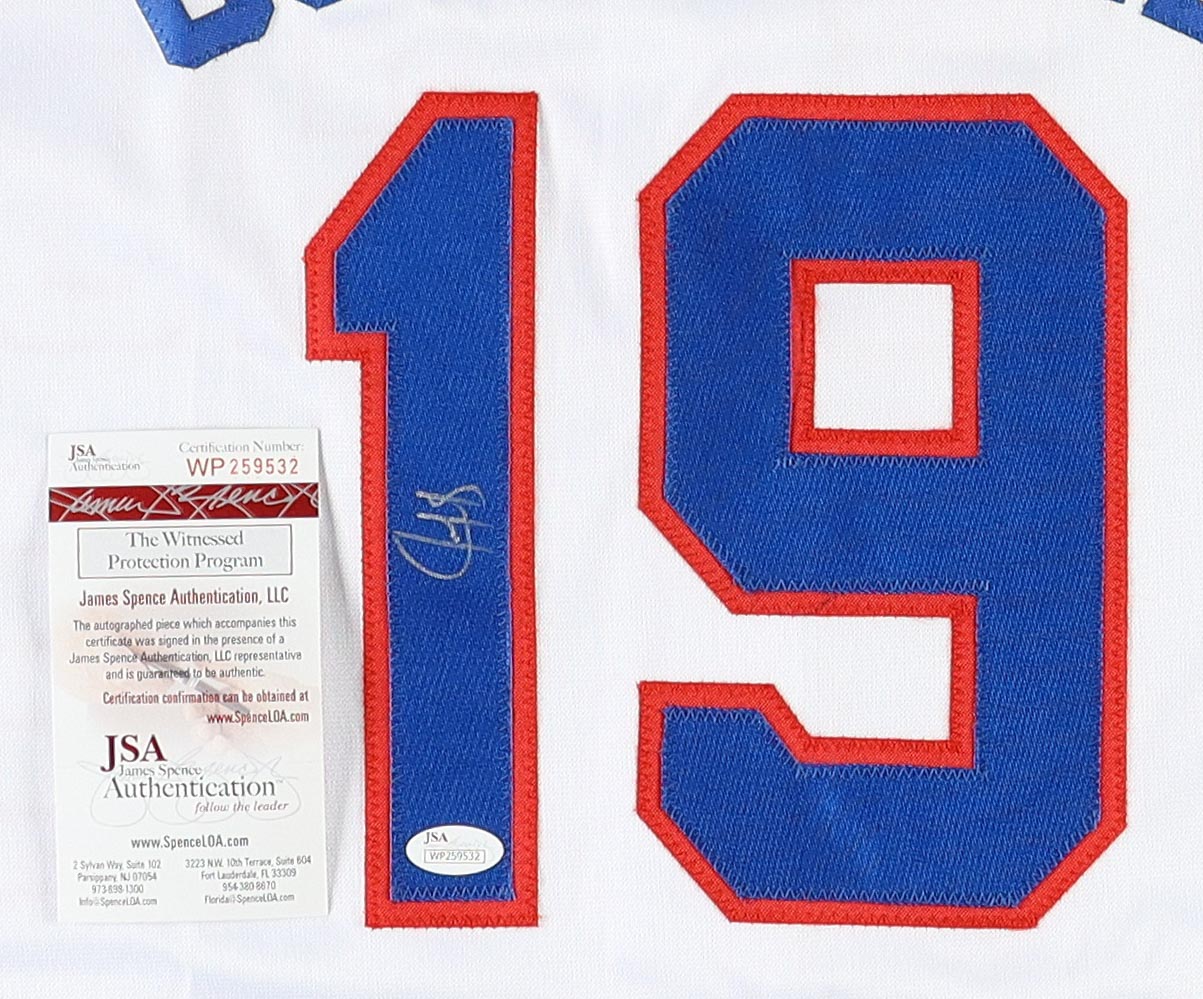 19
JSA
Authentication
Certification Number:
WP 259532
The Witnessed
Protection Program
James Spence Authentication, LLC
The autographed piece which accompanies this
certificate was signed in the presence of a
James Spence Authentication, LLC representative
and is guaranteed to be authentic.
Certification confirmation can be obtained at
www.SpenceLOA.com
JSA
James Spence
Authentication™
follow the leader
www.SpenceLOA.com
2 Sylvan Way, Suite 102
Parsippany, NJ 07054
973-898-1300
Info@SpenceLOA.com
3223 N.W. 10th Terrace, Suite 604
Fort Lauderdale, FL 33309
954-380-8670
Florida@SpenceLOA.com
JSA
WP259532